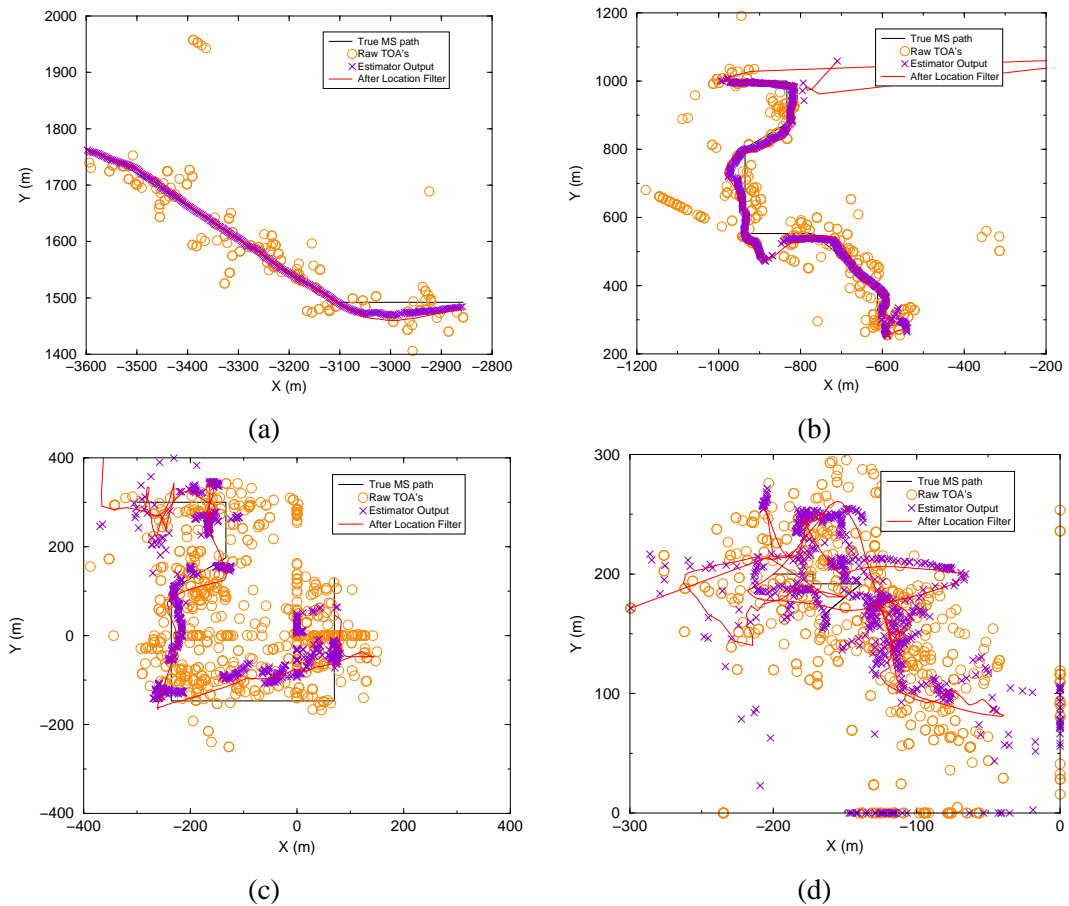 2000
1900
1800
1700
1600
1500
1400
Y (m)
−3600 −3500 −3400 −3300 −3200 −3100 −3000 −2900 −2800
X (m)
True MS path
Raw TOA's
Estimator Output
After Location Filter
(a)
1200
1000
800
600
400
200
Y (m)
−1200 −1000 −800 −600 −400 −200
X (m)
True MS path
Raw TOA's
Estimator Output
After Location Filter
(b)
400
200
0
−200
−400
Y (m)
−400 −200 0 200 400
X (m)
True MS path
Raw TOA's
Estimator Output
After Location Filter
(c)
300
200
100
0
Y (m)
−300 −200 −100 0
X (m)
True MS path
Raw TOA's
Estimator Output
After Location Filter
(d)